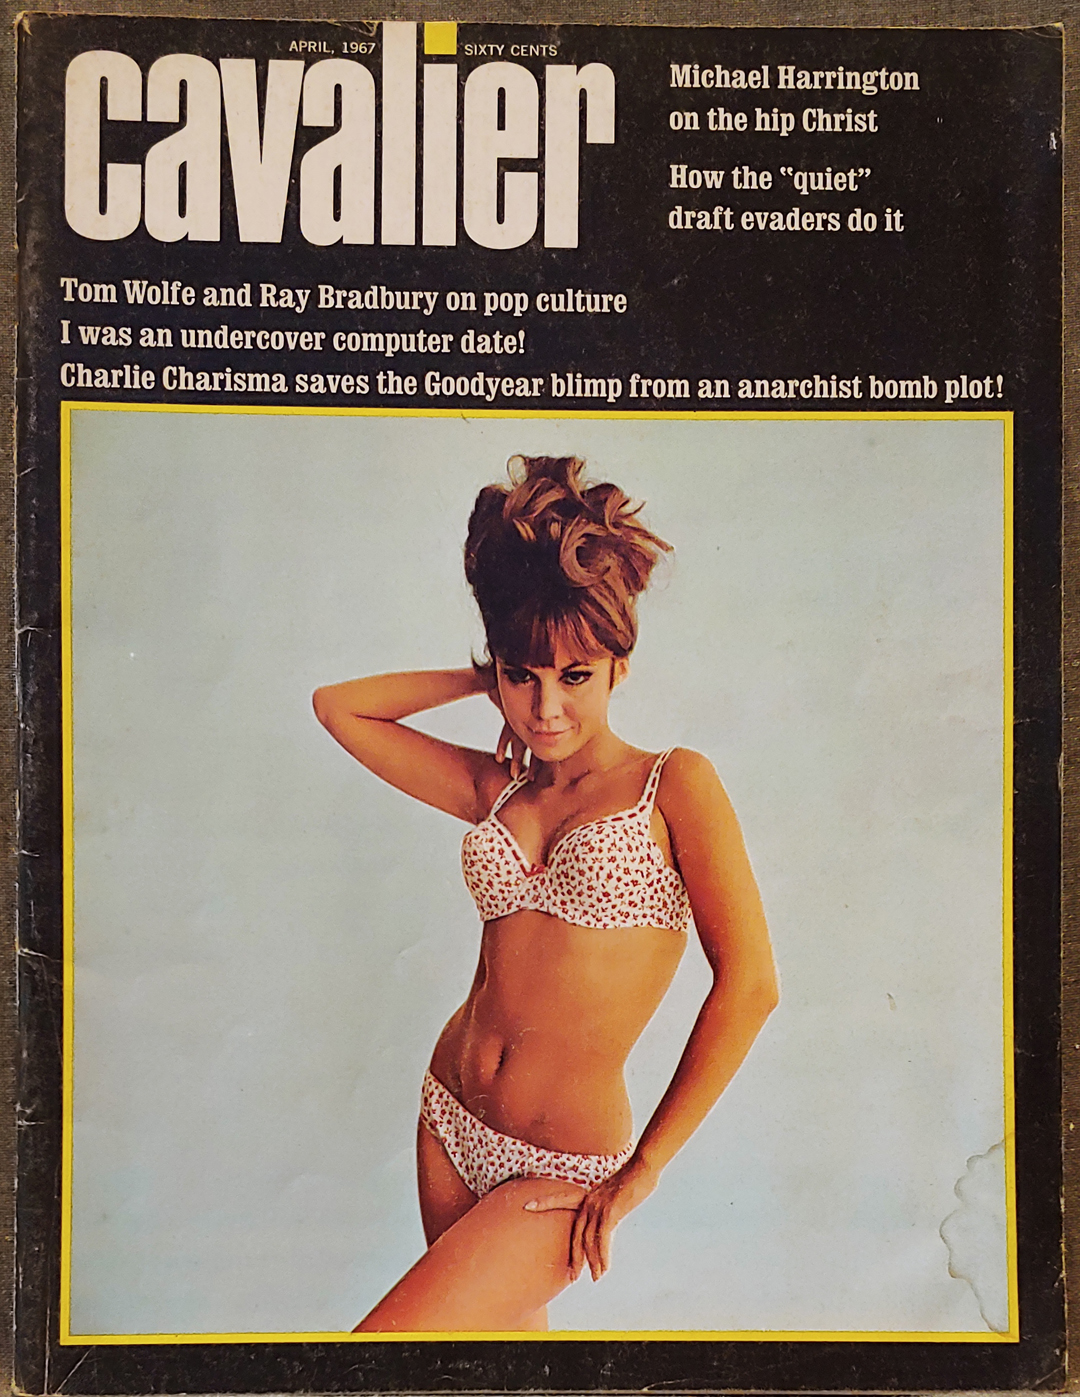 APRIL, 1967
SIXTY CENTS
cavalier
Michael Harrington
on the hip Christ
How the "quiet"
draft evaders do it
Tom Wolfe and Ray Bradbury on pop culture
I was an undercover computer date!
Charlie Charisma saves the Goodyear blimp from an anarchist bomb plot!